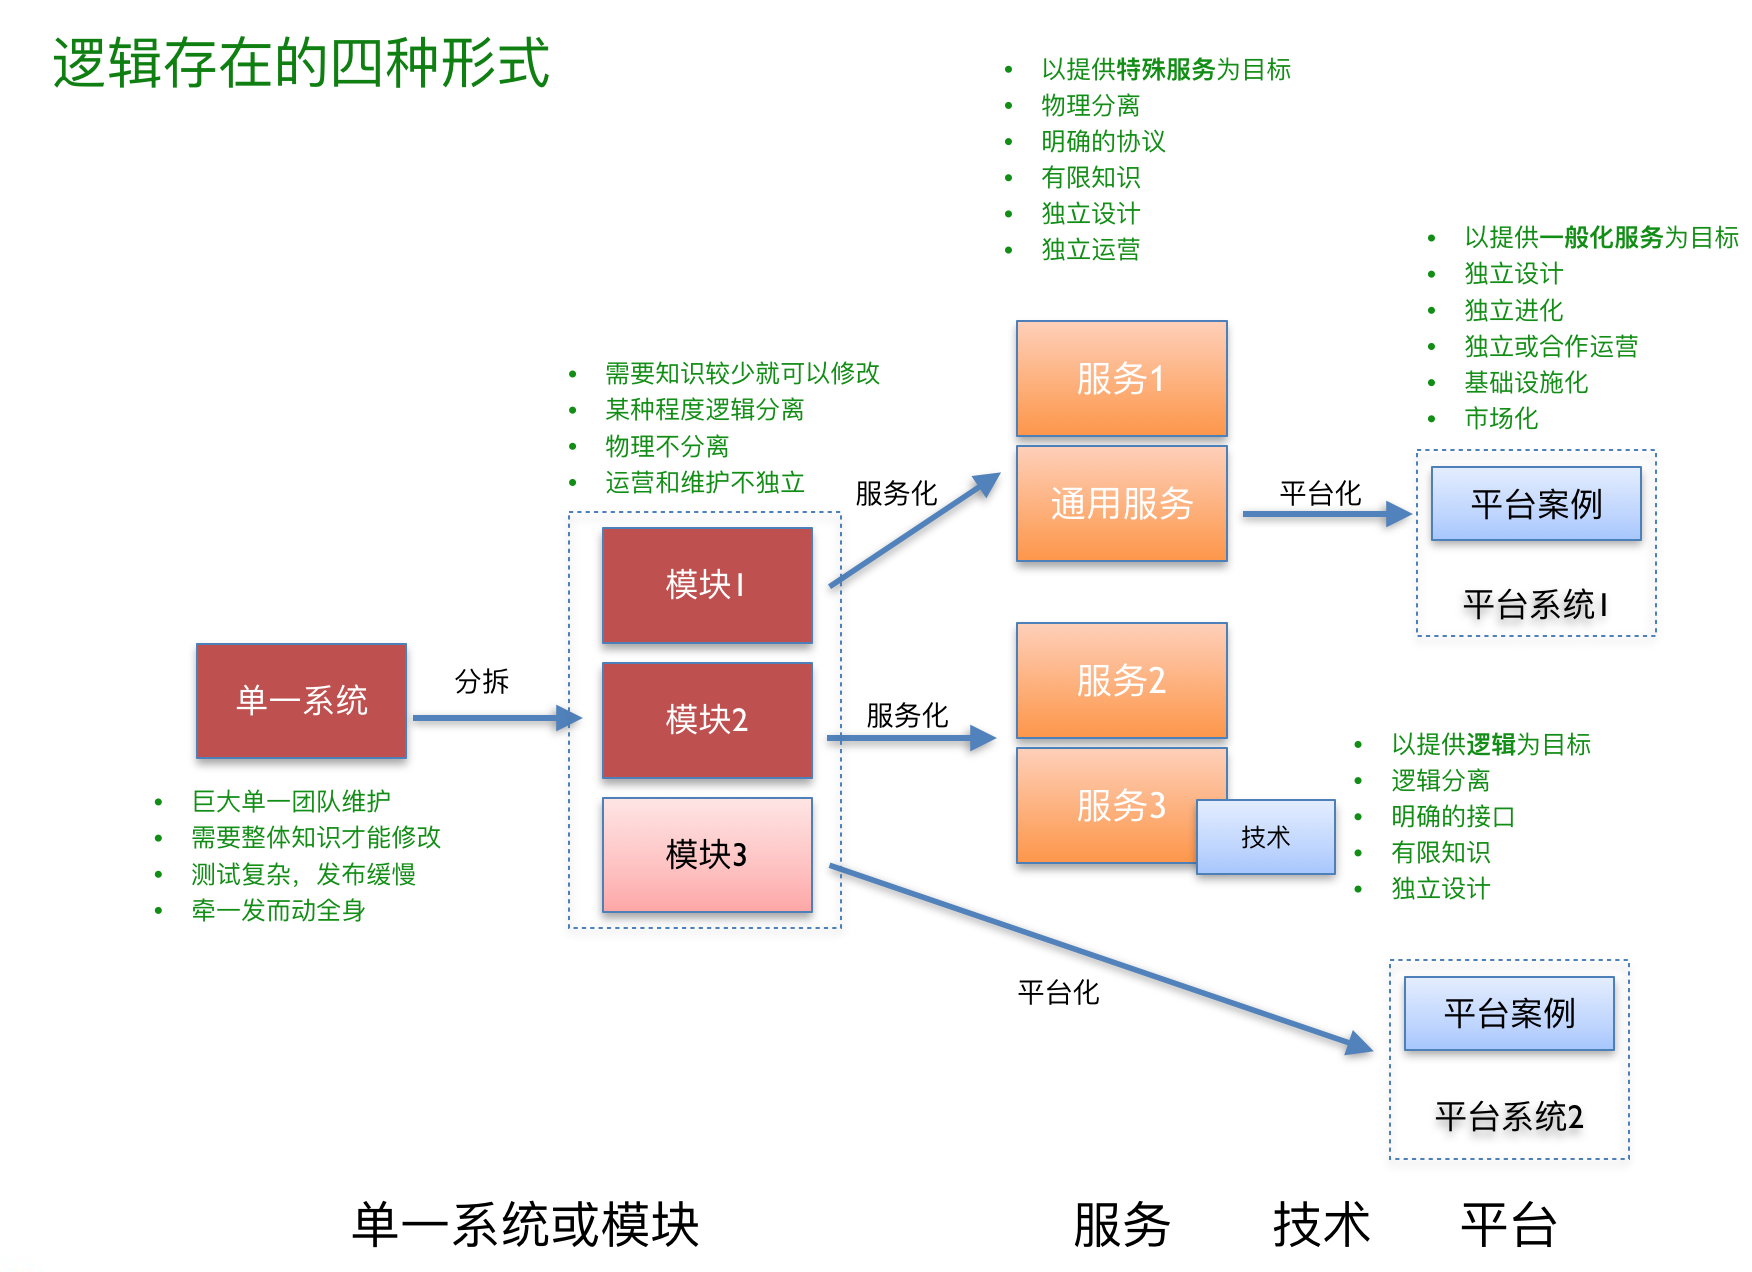 逻辑存在的四种形式
• 以提供特殊服务为目标
• 物理分离
• 明确的协议
• 有限知识
• 独立设计
• 独立运营
• 以提供一般化服务为目标
• 独立设计
• 独立进化
• 独立或合作运营
• 基础设施化
• 市场化
• 需要知识较少就可以修改
• 某种程度逻辑分离
• 物理不分离
• 运营和维护不独立
服务1
通用服务
服务化
平台化
平台案例
平台系统1
模块1
模块2
模块3
单一系统
分拆
• 巨大单一团队维护
• 需要整体知识才能修改
• 测试复杂，发布缓慢
• 牵一发而动全身
服务化
服务2
服务3
技术
• 以提供逻辑为目标
• 逻辑分离
• 明确的接口
• 有限知识
• 独立设计
平台化
平台案例
平台系统2
单一系统或模块
服务
技术
平台